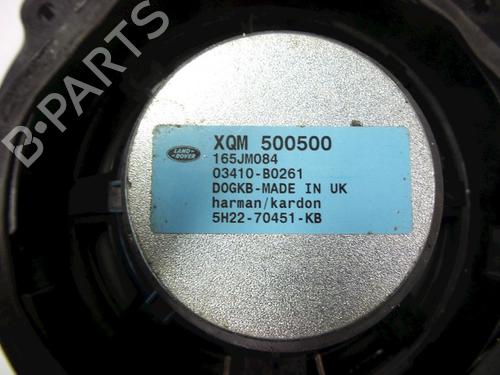 LAND-
ROVER
XQM 500500
165JM084
03410-B0261
DOGKB-MADE IN UK
harman/kardon
5H22-70451-KB
B-PARTS